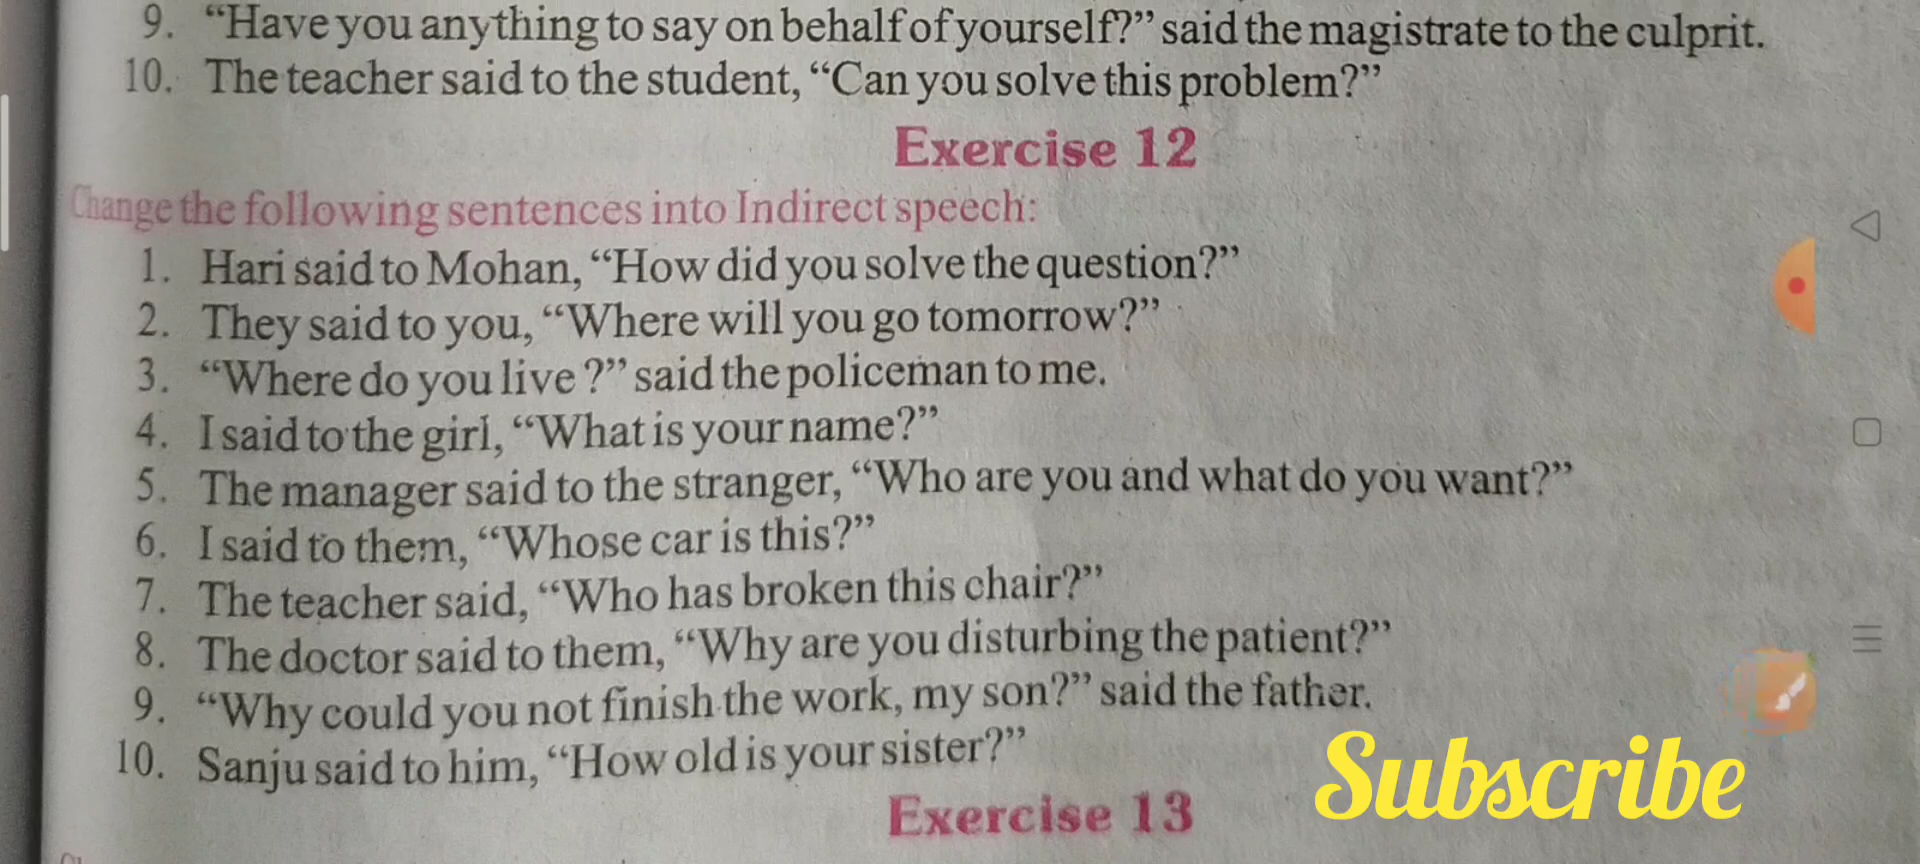 9. “Have you anything to say on behalf of yourself?” said the magistrate to the culprit.
10. The teacher said to the student, “Can you solve this problem?”
Exercise 12
Change the following sentences into Indirect speech:
1. Hari said to Mohan, “How did you solve the question?”
2. They said to you, “Where will you go tomorrow?”
3. “Where do you live ?” said the policeman to me.
4. I said to the girl, “What is your name?”
5. The manager said to the stranger, “Who are you and what do you want?”
6. I said to them, “Whose car is this?”
7. The teacher said, “Who has broken this chair?”
8. The doctor said to them, “Why are you disturbing the patient?”
9. “Why could you not finish the work, my son?” said the father.
10. Sanju said to him, “How old is your sister?”
Subscribe
Exercise 13